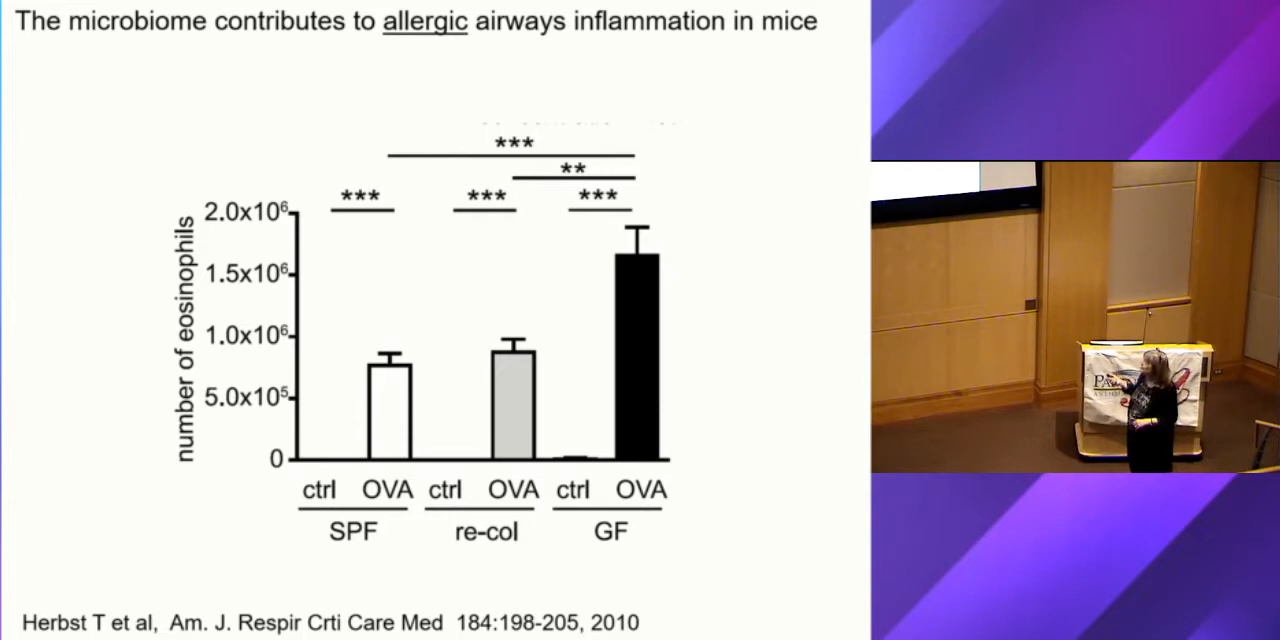 The microbiome contributes to allergic airways inflammation in mice
***
**
*** *** ***
number of eosinophils
2.0x10⁶
1.5x10⁶
1.0x10⁶
5.0x10⁵
0
ctrl OVA ctrl OVA ctrl OVA
SPF re-col GF
Herbst T et al, Am. J. Respir Crti Care Med 184:198-205, 2010